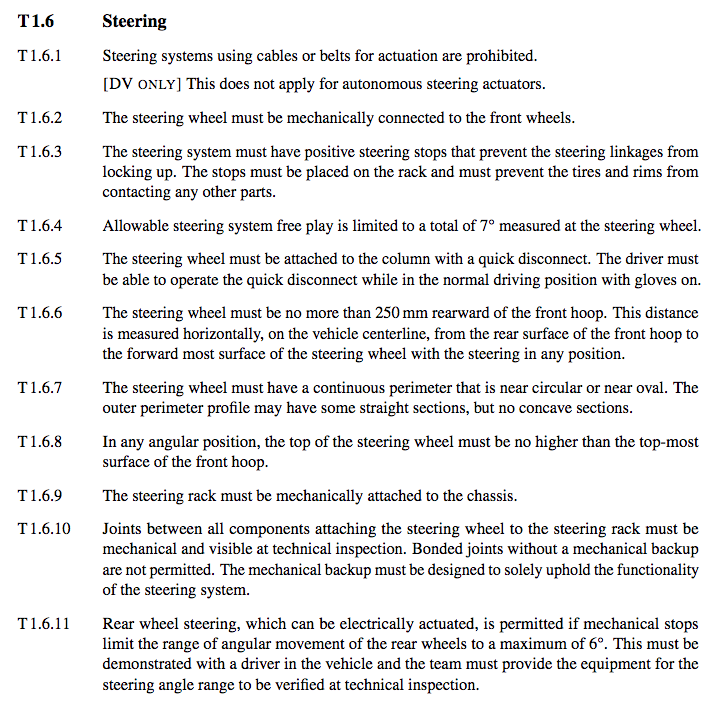 T 1.6 Steering
T 1.6.1 Steering systems using cables or belts for actuation are prohibited.
[DV ONLY] This does not apply for autonomous steering actuators.
T 1.6.2 The steering wheel must be mechanically connected to the front wheels.
T 1.6.3 The steering system must have positive steering stops that prevent the steering linkages from
locking up. The stops must be placed on the rack and must prevent the tires and rims from
contacting any other parts.
T 1.6.4 Allowable steering system free play is limited to a total of 7° measured at the steering wheel.
T 1.6.5 The steering wheel must be attached to the column with a quick disconnect. The driver must
be able to operate the quick disconnect while in the normal driving position with gloves on.
T 1.6.6 The steering wheel must be no more than 250 mm rearward of the front hoop. This distance
is measured horizontally, on the vehicle centerline, from the rear surface of the front hoop to
the forward most surface of the steering wheel with the steering in any position.
T 1.6.7 The steering wheel must have a continuous perimeter that is near circular or near oval. The
outer perimeter profile may have some straight sections, but no concave sections.
T 1.6.8 In any angular position, the top of the steering wheel must be no higher than the top-most
surface of the front hoop.
T 1.6.9 The steering rack must be mechanically attached to the chassis.
T 1.6.10 Joints between all components attaching the steering wheel to the steering rack must be
mechanical and visible at technical inspection. Bonded joints without a mechanical backup
are not permitted. The mechanical backup must be designed to solely uphold the functionality
of the steering system.
T 1.6.11 Rear wheel steering, which can be electrically actuated, is permitted if mechanical stops
limit the range of angular movement of the rear wheels to a maximum of 6°. This must be
demonstrated with a driver in the vehicle and the team must provide the equipment for the
steering angle range to be verified at technical inspection.